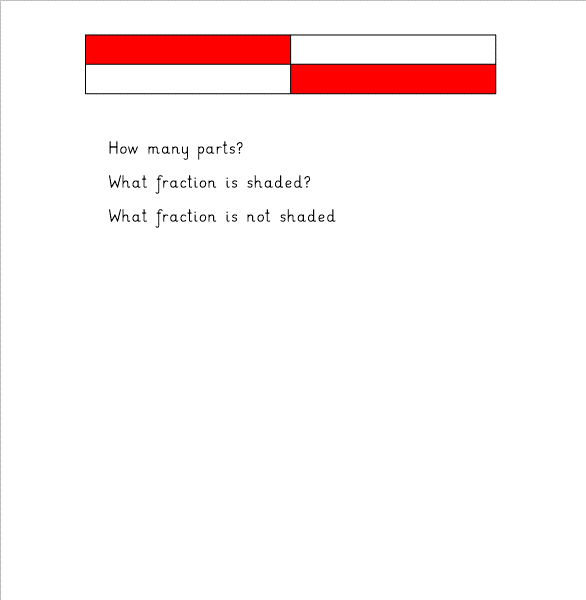 How many parts?
What fraction is shaded?
What fraction is not shaded